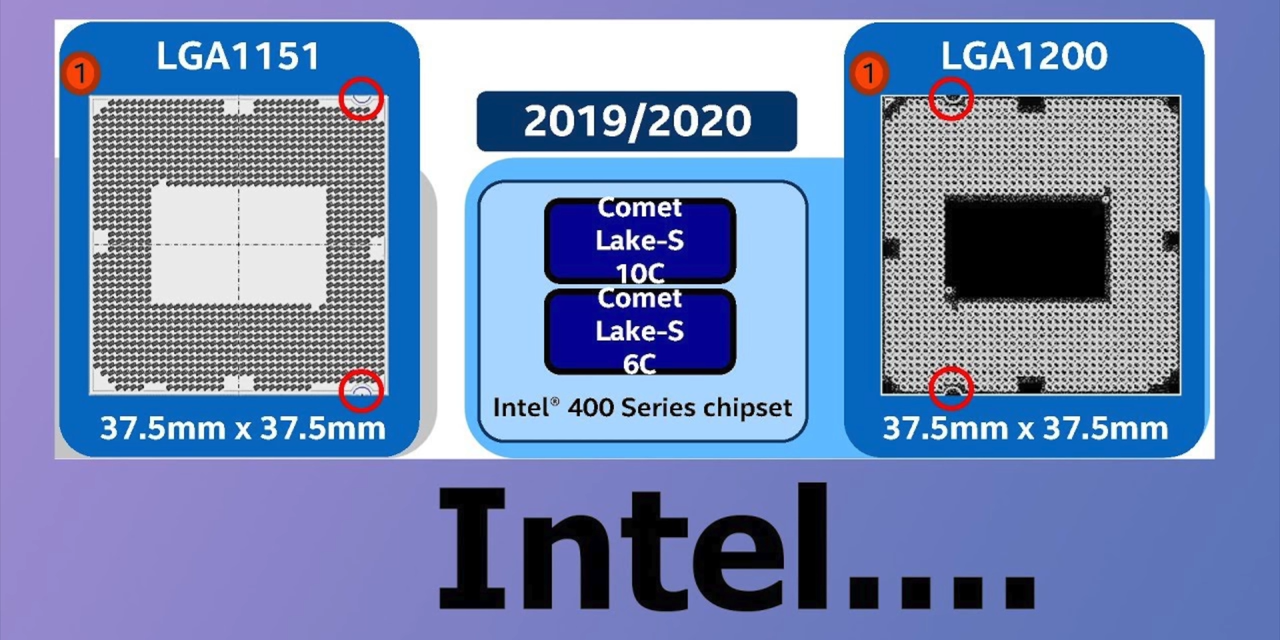 LGA1151
1
37.5mm x 37.5mm
2019/2020
Comet
Lake-S
10C
Comet
Lake-S
6C
Intel® 400 Series chipset
LGA1200
1
37.5mm x 37.5mm
Intel....